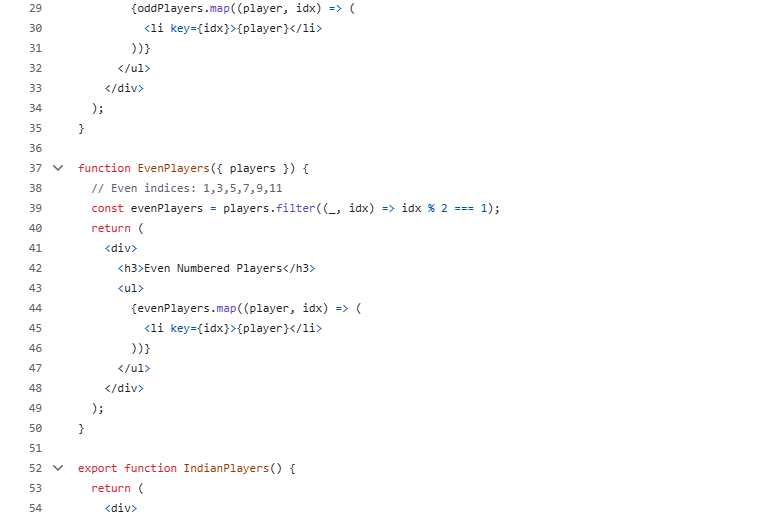 29 {oddPlayers.map((player, idx) => (
30 <li key={idx}>{player}</li>
31 ))}
32 </ul>
33 </div>
34 );
35 }
36
37 function EvenPlayers({ players }) {
38 // Even indices: 1,3,5,7,9,11
39 const evenPlayers = players.filter((_, idx) => idx % 2 === 1);
40 return (
41 <div>
42 <h3>Even Numbered Players</h3>
43 <ul>
44 {evenPlayers.map((player, idx) => (
45 <li key={idx}>{player}</li>
46 ))}
47 </ul>
48 </div>
49 );
50 }
51
52 export function IndianPlayers() {
53 return (
54 <div>